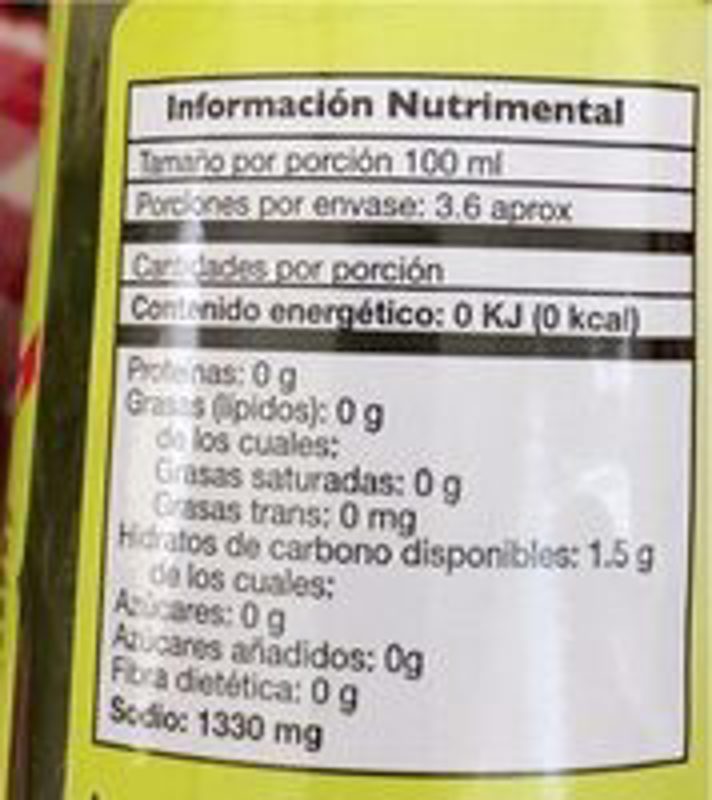 Información Nutrimental
Tamaño por porción 100 ml
Porciones por envase: 3.6 aprox
Cantidades por porción
Contenido energético: 0 KJ (0 kcal)
Proteínas: 0 g
Grasas (lípidos): 0 g
de los cuales:
Grasas saturadas: 0 g
Grasas trans: 0 mg
Hidratos de carbono disponibles: 1.5 g
de los cuales:
Azúcares: 0 g
Azúcares añadidos: 0g
Fibra dietética: 0 g
Sodio: 1330 mg